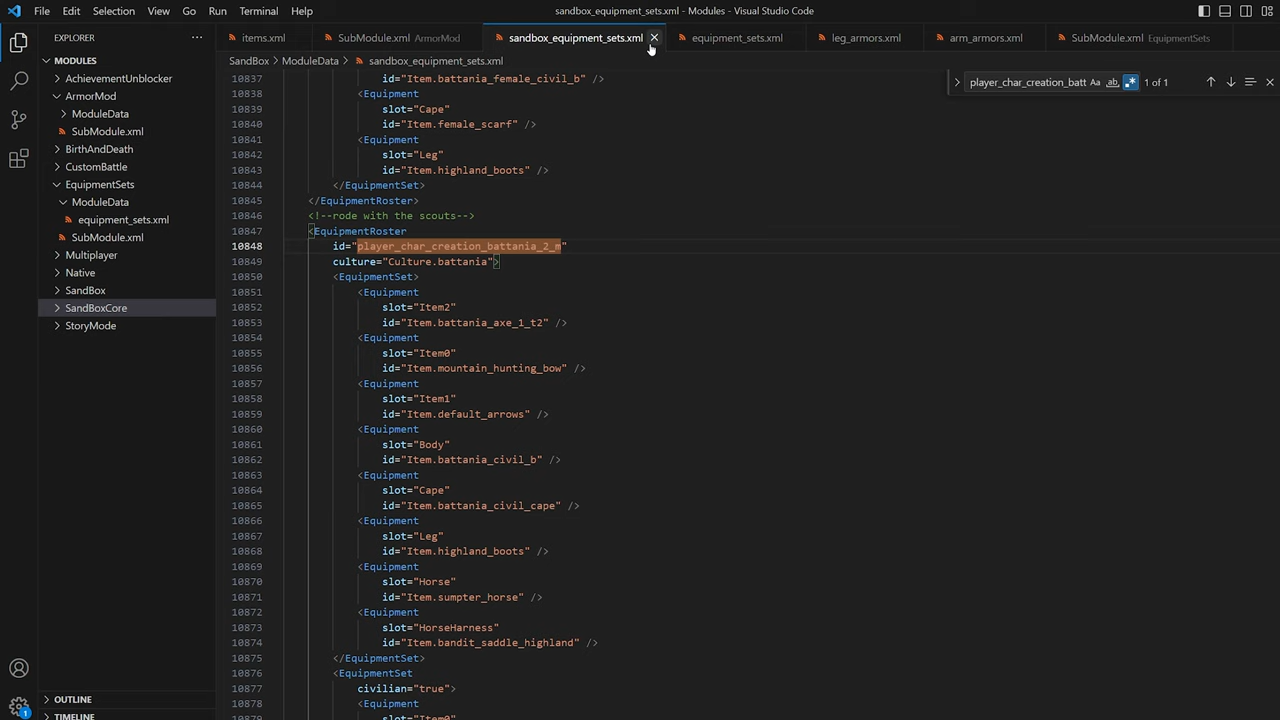 File Edit Selection View Go Run Terminal Help
sandbox_equipment_sets.xml - Modules - Visual Studio Code
EXPLORER
items.xml
SubModule.xml ArmorMod
sandbox_equipment_sets.xml
equipment_sets.xml
leg_armors.xml
arm_armors.xml
SubModule.xml EquipmentSets
MODULES
AchievementUnblocker
ArmorMod
ModuleData
SubModule.xml
BirthAndDeath
CustomBattle
EquipmentSets
ModuleData
equipment_sets.xml
SubModule.xml
Multiplayer
Native
SandBox
SandBoxCore
StoryMode
OUTLINE
TIMELINE
1
SandBox > ModuleData > sandbox_equipment_sets.xml
player_char_creation_batt Aa ab .* 1 of 1
10837 id="Item.battania_female_civil_b" />
10838 <Equipment
10839 slot="Cape"
10840 id="Item.female_scarf" />
10841 <Equipment
10842 slot="Leg"
10843 id="Item.highland_boots" />
10844 </EquipmentSet>
10845 </EquipmentRoster>
10846 <!--rode with the scouts-->
10847 <EquipmentRoster
10848 id="player_char_creation_battania_2_m"
10849 culture="Culture.battania">
10850 <EquipmentSet>
10851 <Equipment
10852 slot="Item2"
10853 id="Item.battania_axe_1_t2" />
10854 <Equipment
10855 slot="Item0"
10856 id="Item.mountain_hunting_bow" />
10857 <Equipment
10858 slot="Item1"
10859 id="Item.default_arrows" />
10860 <Equipment
10861 slot="Body"
10862 id="Item.battania_civil_b" />
10863 <Equipment
10864 slot="Cape"
10865 id="Item.battania_civil_cape" />
10866 <Equipment
10867 slot="Leg"
10868 id="Item.highland_boots" />
10869 <Equipment
10870 slot="Horse"
10871 id="Item.sumpter_horse" />
10872 <Equipment
10873 slot="HorseHarness"
10874 id="Item.bandit_saddle_highland" />
10875 </EquipmentSet>
10876 <EquipmentSet
10877 civilian="true">
10878 <Equipment
10879 slot="Item0"